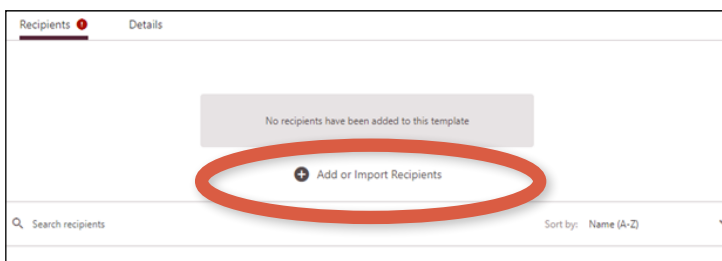 Recipients ! Details
No recipients have been added to this template
Add or Import Recipients
Search recipients Sort by: Name (A-Z)